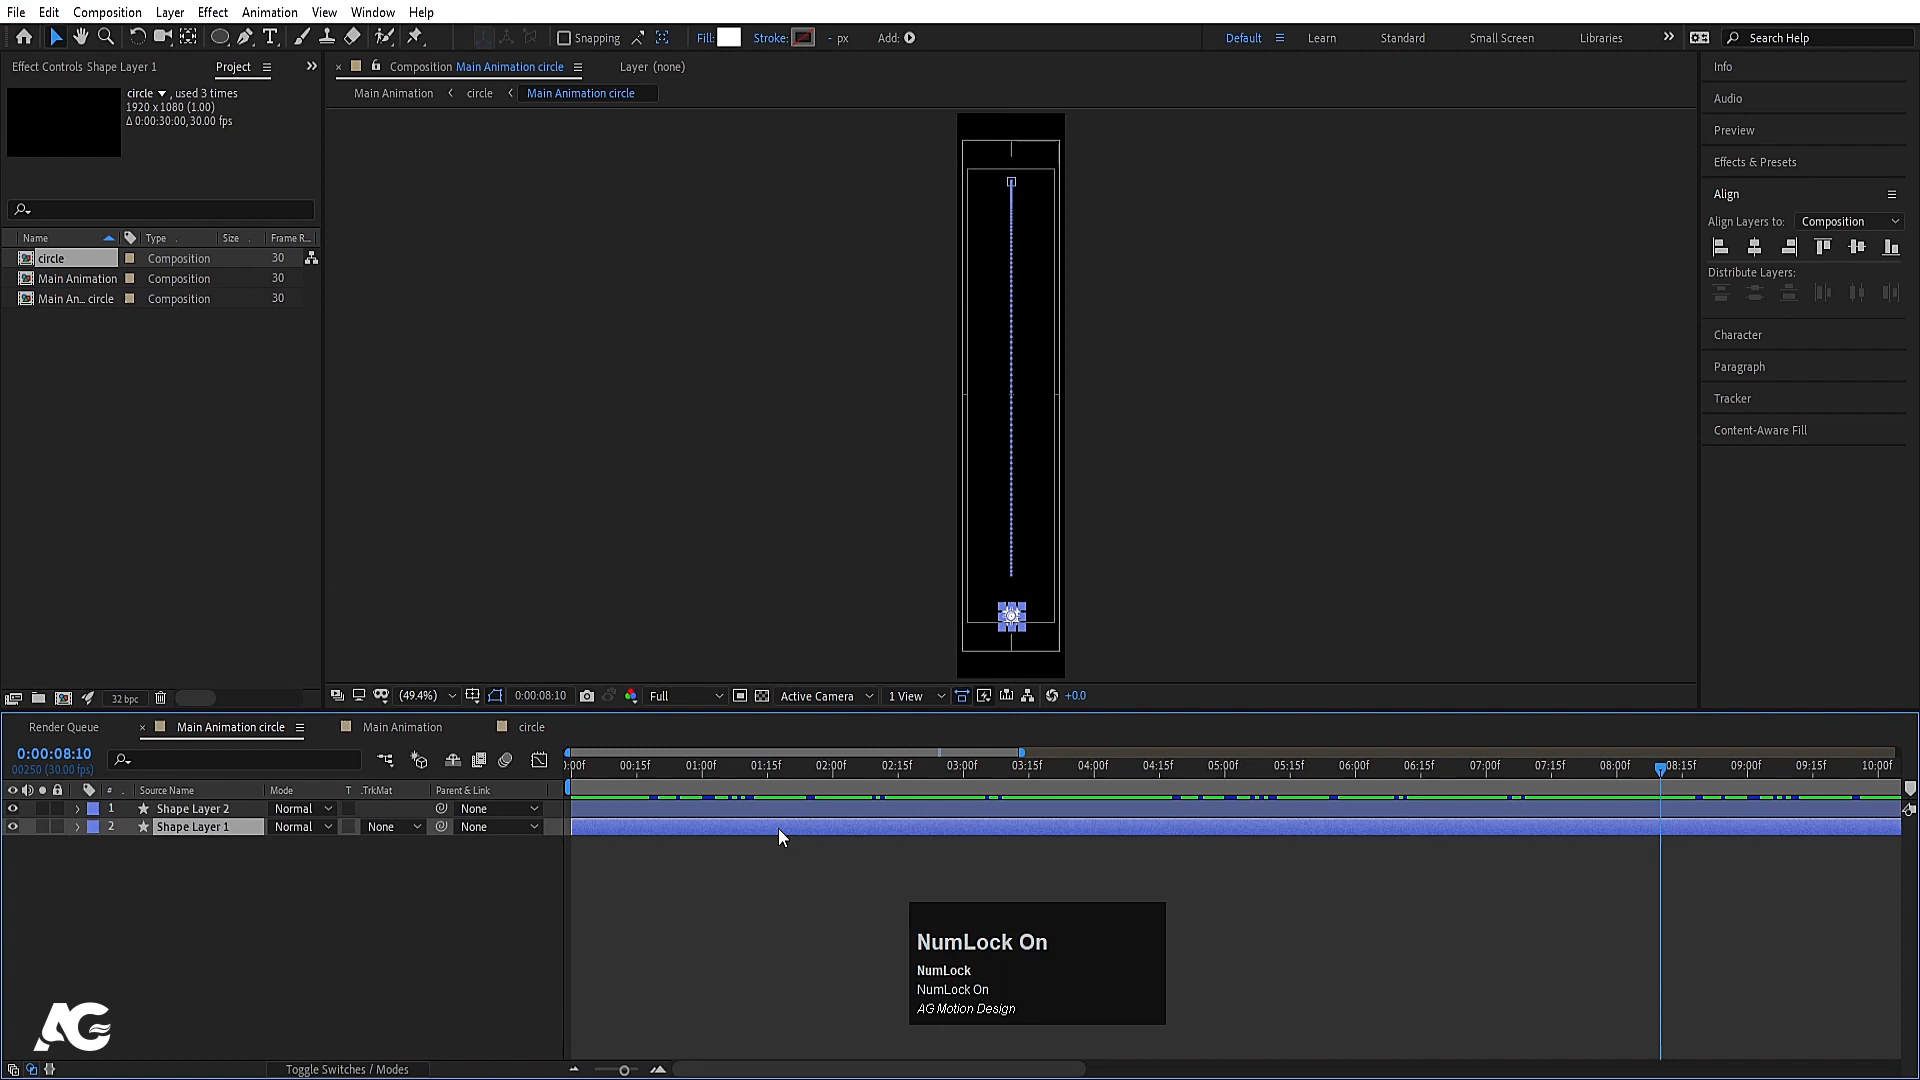 File Edit Composition Layer Effect Animation View Window Help
Snapping Fill: Stroke: - px Add: Default Learn Standard Small Screen Libraries Search Help
Effect Controls Shape Layer 1 Project Composition Main Animation circle Layer (none) Info
circle , used 3 times Main Animation circle Main Animation circle
1920 x 1080 (1.00) Audio
Δ 0:00:30:00, 30.00 fps Preview
Effects & Presets
Align
Align Layers to: Composition
Name Type Size Frame R...
circle Composition 30
Distribute Layers:
Main Animation Composition 30
Main An... circle Composition 30
Character
Paragraph
Tracker
Content-Aware Fill
32 bpc (49.4%) 0:00:08:10 Full Active Camera 1 View +0.0
Render Queue Main Animation circle Main Animation circle
0:00:08:10
00250 (30.00 fps)
):00f 00:15f 01:00f 01:15f 02:00f 02:15f 03:00f 03:15f 04:00f 04:15f 05:00f 05:15f 06:00f 06:15f 07:00f 07:15f 08:00f 08:15f 09:00f 09:15f 10:00f
# Source Name Mode T .TrkMat Parent & Link
1 Shape Layer 2 Normal None
2 Shape Layer 1 Normal None None
NumLock On
NumLock
NumLock On
AG Motion Design
AG
Toggle Switches / Modes